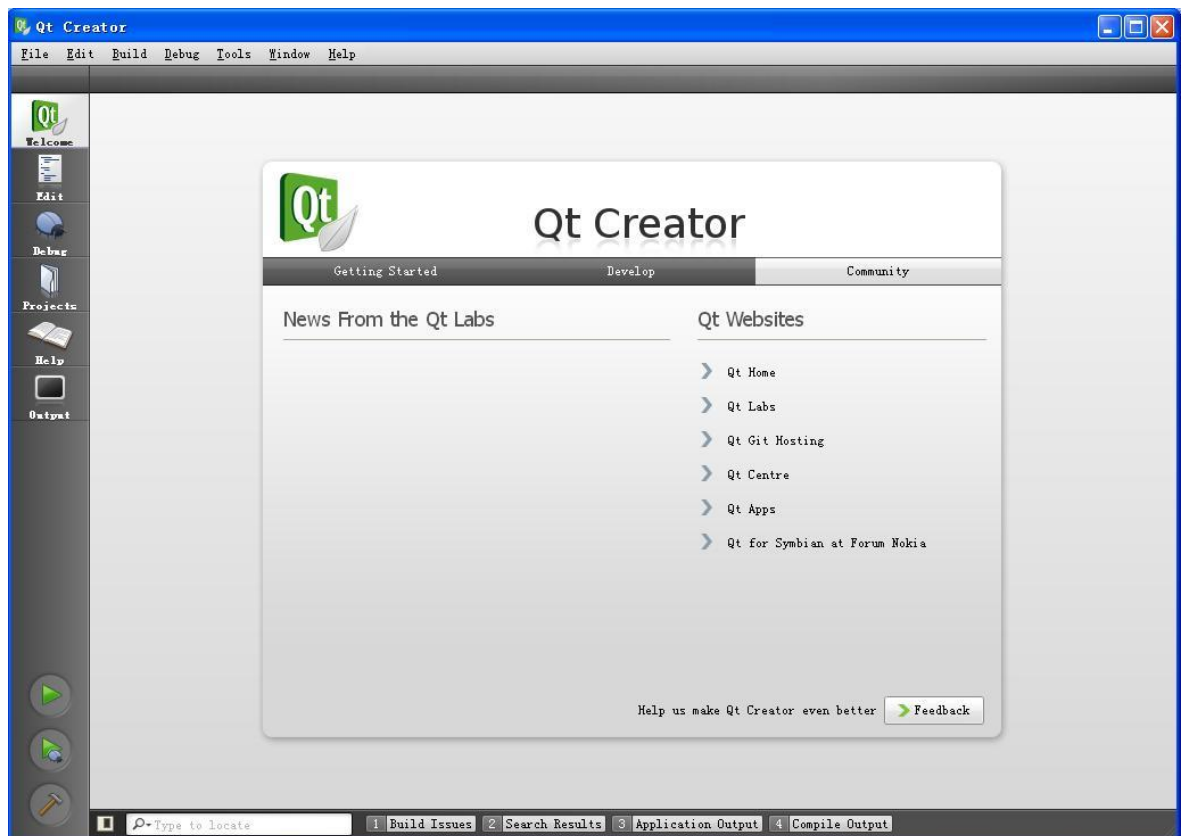 Qt Creator
File Edit Build Debug Tools Window Help
Qt
Welcome
Edit
Debug
Projects
Help
Output
Qt
Qt Creator
Getting Started Develop Community
News From the Qt Labs
Qt Websites
Qt Home
Qt Labs
Qt Git Hosting
Qt Centre
Qt Apps
Qt for Symbian at Forum Nokia
Help us make Qt Creator even better Feedback
Type to locate 1 Build Issues 2 Search Results 3 Application Output 4 Compile Output